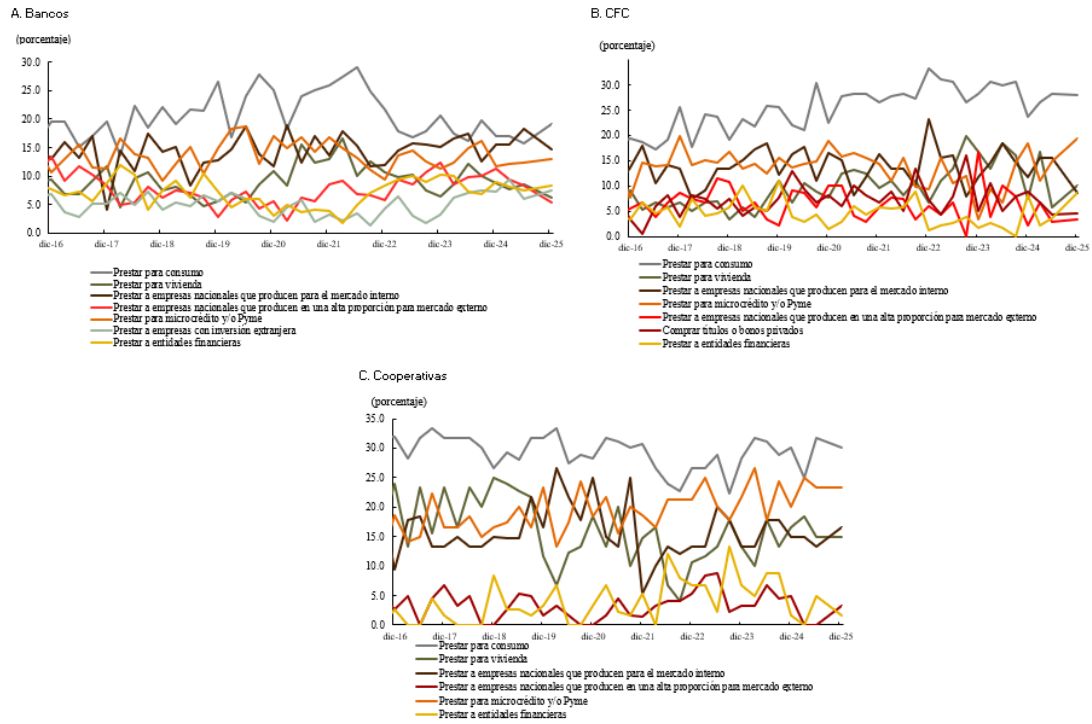 A. Bancos
(porcentaje)
30.0
25.0
20.0
15.0
10.0
5.0
0.0
dic-16 dic-17 dic-18 dic-19 dic-20 dic-21 dic-22 dic-23 dic-24 dic-25
Prestar para consumo
Prestar para vivienda
Prestar a empresas nacionales que producen para el mercado interno
Prestar a empresas nacionales que producen en una alta proporción para mercado externo
Prestar para microcrédito y/o Pyme
Prestar a empresas con inversión extranjera
Prestar a entidades financieras
B. CFC
(porcentaje)
30.0
25.0
20.0
15.0
10.0
5.0
0.0
dic-16 dic-17 dic-18 dic-19 dic-20 dic-21 dic-22 dic-23 dic-24 dic-25
Prestar para consumo
Prestar para vivienda
Prestar a empresas nacionales que producen para el mercado interno
Prestar para microcrédito y/o Pyme
Prestar a empresas nacionales que producen en una alta proporción para mercado externo
Comprar títulos o bonos privados
Prestar a entidades financieras
C. Cooperativas
(porcentaje)
35.0
30.0
25.0
20.0
15.0
10.0
5.0
0.0
dic-16 dic-17 dic-18 dic-19 dic-20 dic-21 dic-22 dic-23 dic-24 dic-25
Prestar para consumo
Prestar para vivienda
Prestar a empresas nacionales que producen para el mercado interno
Prestar a empresas nacionales que producen en una alta proporción para mercado externo
Prestar para microcrédito y/o Pyme
Prestar a entidades financieras